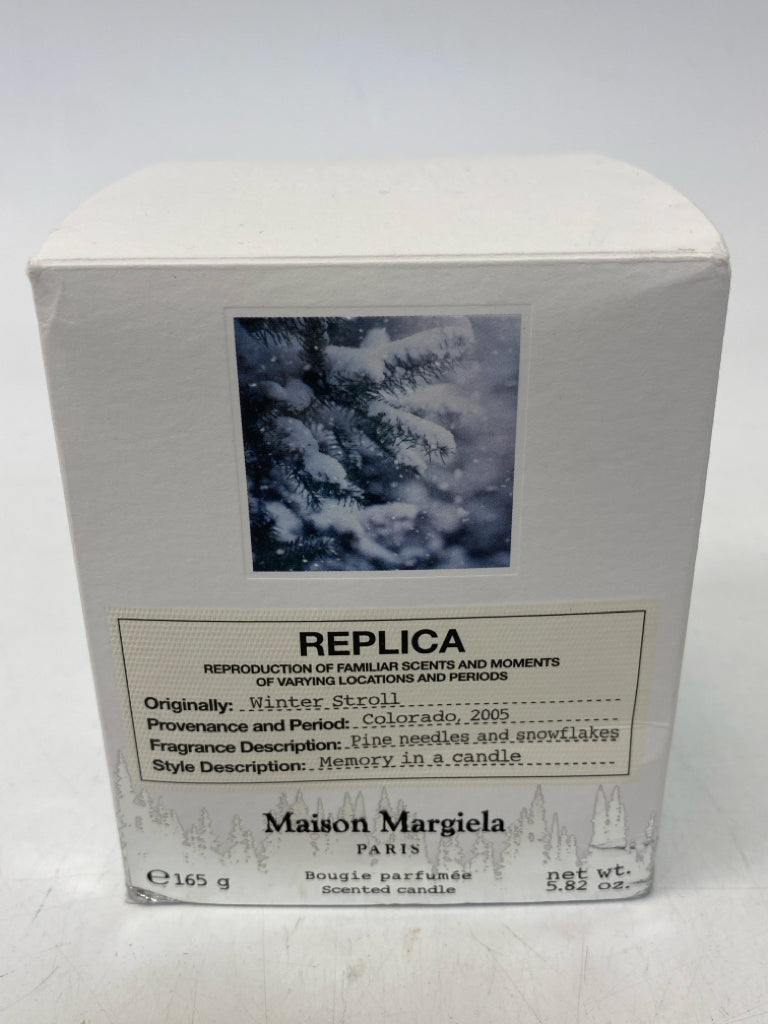 REPLICA
REPRODUCTION OF FAMILIAR SCENTS AND MOMENTS
OF VARYING LOCATIONS AND PERIODS
Originally: Winter Stroll
Provenance and Period: Colorado, 2005
Fragrance Description: Pine needles and snowflakes
Style Description: Memory in a candle
Maison Margiela
PARIS
℮ 165 g
Bougie parfumée
Scented candle
net wt.
5.82 oz.